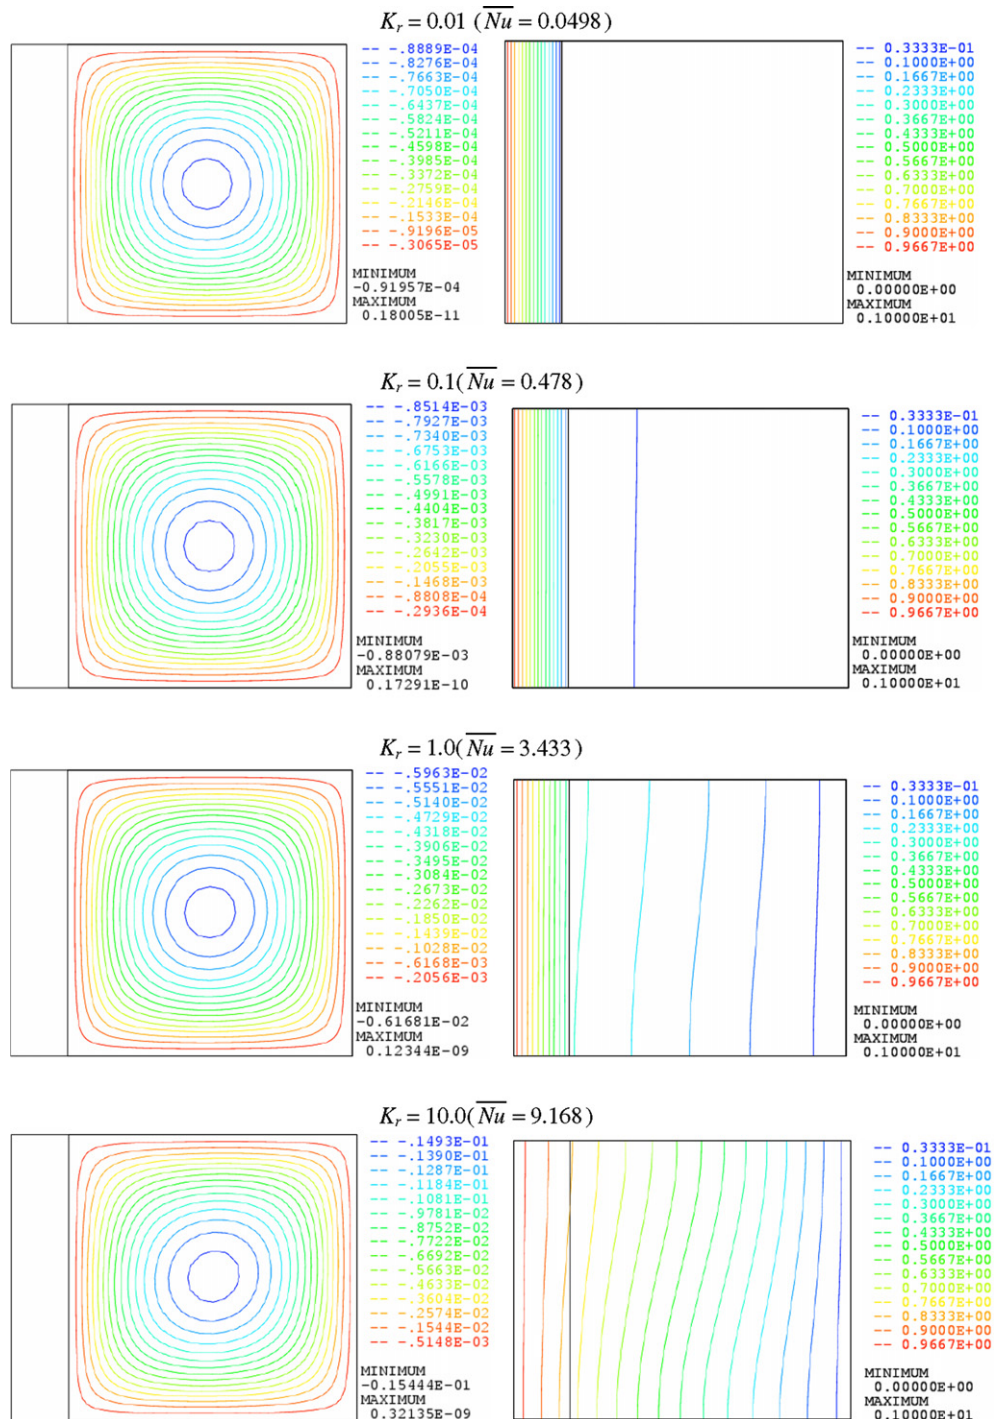 K_r = 0.01 (Nu = 0.0498)
-- -.8889E-04
-- -.8276E-04
-- -.7663E-04
-- -.7050E-04
-- -.6437E-04
-- -.5824E-04
-- -.5211E-04
-- -.4598E-04
-- -.3985E-04
-- -.3372E-04
-- -.2759E-04
-- -.2146E-04
-- -.1533E-04
-- -.9196E-05
-- -.3065E-05
MINIMUM
-0.91957E-04
MAXIMUM
0.18005E-11
-- 0.3333E-01
-- 0.1000E+00
-- 0.1667E+00
-- 0.2333E+00
-- 0.3000E+00
-- 0.3667E+00
-- 0.4333E+00
-- 0.5000E+00
-- 0.5667E+00
-- 0.6333E+00
-- 0.7000E+00
-- 0.7667E+00
-- 0.8333E+00
-- 0.9000E+00
-- 0.9667E+00
MINIMUM
0.00000E+00
MAXIMUM
0.10000E+01
K_r = 0.1(Nu = 0.478)
-- -.8514E-03
-- -.7927E-03
-- -.7340E-03
-- -.6753E-03
-- -.6166E-03
-- -.5578E-03
-- -.4991E-03
-- -.4404E-03
-- -.3817E-03
-- -.3230E-03
-- -.2642E-03
-- -.2055E-03
-- -.1468E-03
-- -.8808E-04
-- -.2936E-04
MINIMUM
-0.88079E-03
MAXIMUM
0.17291E-10
-- 0.3333E-01
-- 0.1000E+00
-- 0.1667E+00
-- 0.2333E+00
-- 0.3000E+00
-- 0.3667E+00
-- 0.4333E+00
-- 0.5000E+00
-- 0.5667E+00
-- 0.6333E+00
-- 0.7000E+00
-- 0.7667E+00
-- 0.8333E+00
-- 0.9000E+00
-- 0.9667E+00
MINIMUM
0.00000E+00
MAXIMUM
0.10000E+01
K_r = 1.0(Nu = 3.433)
-- -.5963E-02
-- -.5551E-02
-- -.5140E-02
-- -.4729E-02
-- -.4318E-02
-- -.3906E-02
-- -.3495E-02
-- -.3084E-02
-- -.2673E-02
-- -.2262E-02
-- -.1850E-02
-- -.1439E-02
-- -.1028E-02
-- -.6168E-03
-- -.2056E-03
MINIMUM
-0.61681E-02
MAXIMUM
0.12344E-09
-- 0.3333E-01
-- 0.1000E+00
-- 0.1667E+00
-- 0.2333E+00
-- 0.3000E+00
-- 0.3667E+00
-- 0.4333E+00
-- 0.5000E+00
-- 0.5667E+00
-- 0.6333E+00
-- 0.7000E+00
-- 0.7667E+00
-- 0.8333E+00
-- 0.9000E+00
-- 0.9667E+00
MINIMUM
0.00000E+00
MAXIMUM
0.10000E+01
K_r = 10.0(Nu = 9.168)
-- -.1493E-01
-- -.1390E-01
-- -.1287E-01
-- -.1184E-01
-- -.1081E-01
-- -.9781E-02
-- -.8752E-02
-- -.7722E-02
-- -.6692E-02
-- -.5663E-02
-- -.4633E-02
-- -.3604E-02
-- -.2574E-02
-- -.1544E-02
-- -.5148E-03
MINIMUM
-0.15444E-01
MAXIMUM
0.32135E-09
-- 0.3333E-01
-- 0.1000E+00
-- 0.1667E+00
-- 0.2333E+00
-- 0.3000E+00
-- 0.3667E+00
-- 0.4333E+00
-- 0.5000E+00
-- 0.5667E+00
-- 0.6333E+00
-- 0.7000E+00
-- 0.7667E+00
-- 0.8333E+00
-- 0.9000E+00
-- 0.9667E+00
MINIMUM
0.00000E+00
MAXIMUM
0.10000E+01